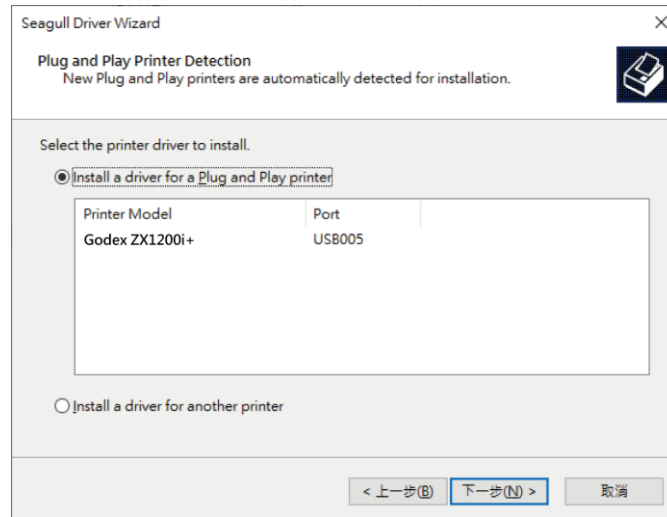 Seagull Driver Wizard
Plug and Play Printer Detection
New Plug and Play printers are automatically detected for installation.
Select the printer driver to install.
Install a driver for a Plug and Play printer
Printer Model Port
Godex ZX1200i+ USB005
Install a driver for another printer
< 上一步(B) 下一步(N) > 取消